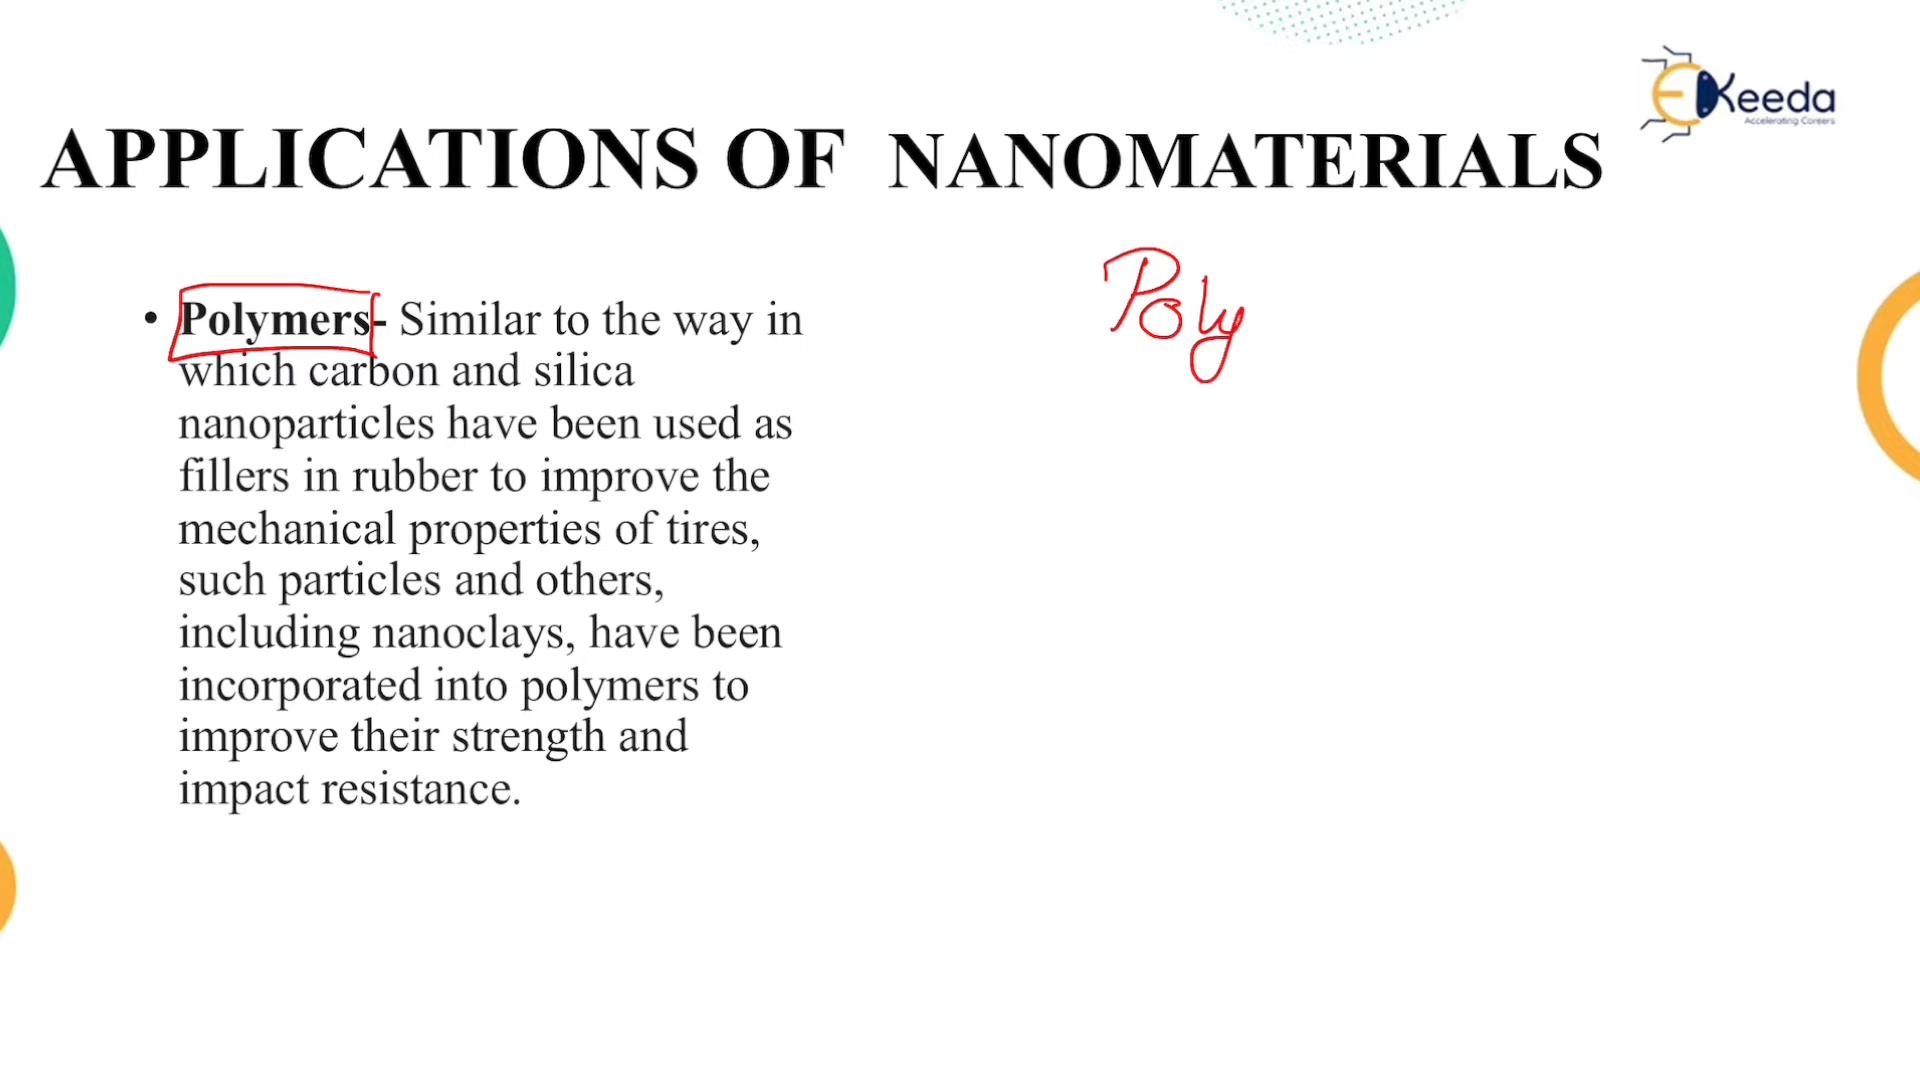 EKeeda
Accelerating Careers
APPLICATIONS OF NANOMATERIALS
Poly
• Polymers- Similar to the way in
which carbon and silica
nanoparticles have been used as
fillers in rubber to improve the
mechanical properties of tires,
such particles and others,
including nanoclays, have been
incorporated into polymers to
improve their strength and
impact resistance.